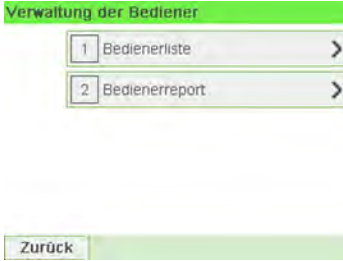 Verwaltung der Bediener
1 Bedienerliste
2 Bedienerreport
Zurück